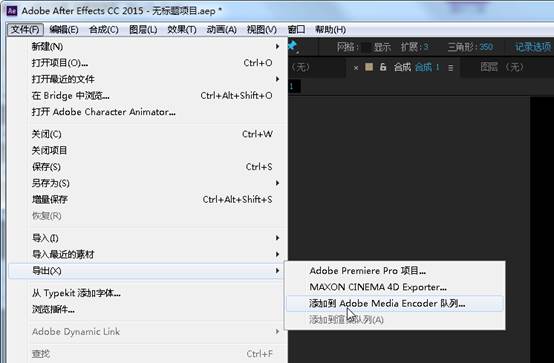 Adobe After Effects CC 2015 - 无标题项目.aep *
文件(F) 编辑(E) 合成(C) 图层(L) 效果(T) 动画(A) 视图(V) 窗口
新建(N)
网格: 显示 扩展: 3 三角形: 350 记录选项
打开项目(O)... Ctrl+O
（无） × 合成 合成 1 ≡ 图层 （无）
打开最近的文件
1
在 Bridge 中浏览... Ctrl+Alt+Shift+O
打开 Adobe Character Animator...
关闭(C) Ctrl+W
关闭项目
保存(S) Ctrl+S
另存为(S)
增量保存 Ctrl+Alt+Shift+S
恢复(R)
导入(I)
导入最近的素材
导出(X)
Adobe Premiere Pro 项目...
MAXON CINEMA 4D Exporter...
添加到 Adobe Media Encoder 队列...
添加到渲染队列(A)
从 Typekit 添加字体...
浏览插件...
Adobe Dynamic Link
查找 Ctrl+F